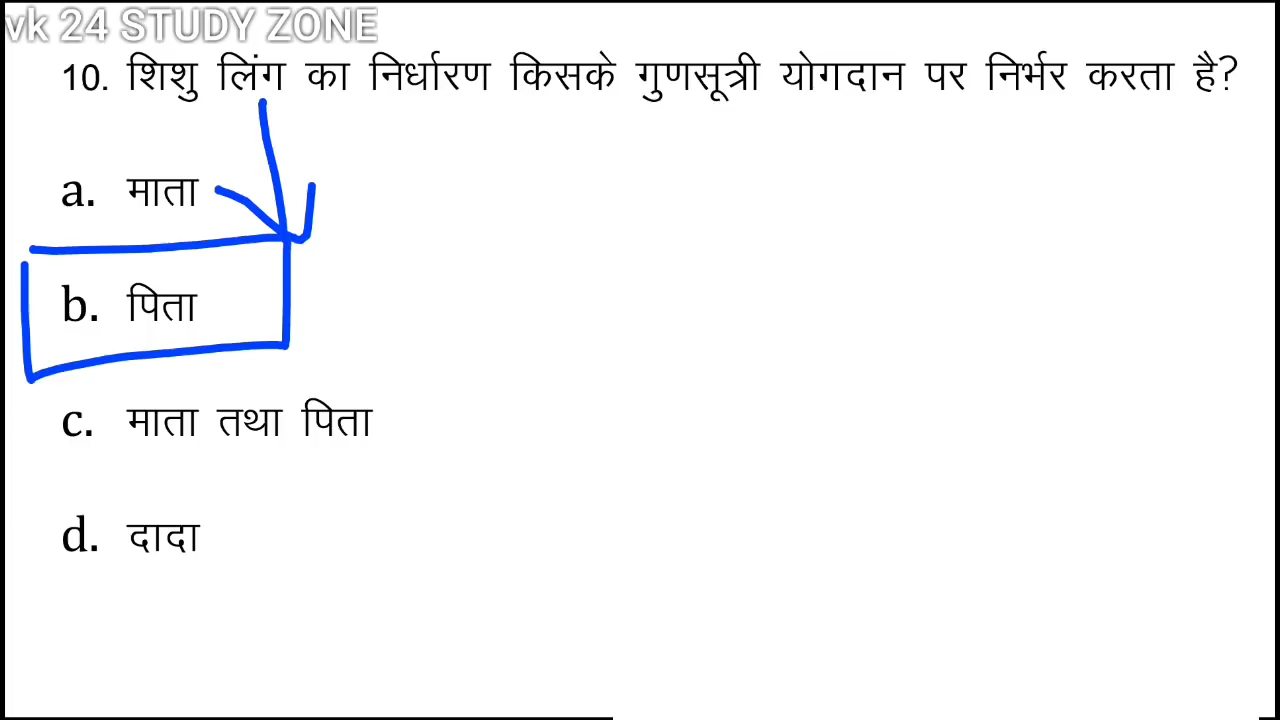 vk 24 STUDY ZONE
10. शिशु लिंग का निर्धारण किसके गुणसूत्री योगदान पर निर्भर करता है?
a. माता
b. पिता
c. माता तथा पिता
d. दादा